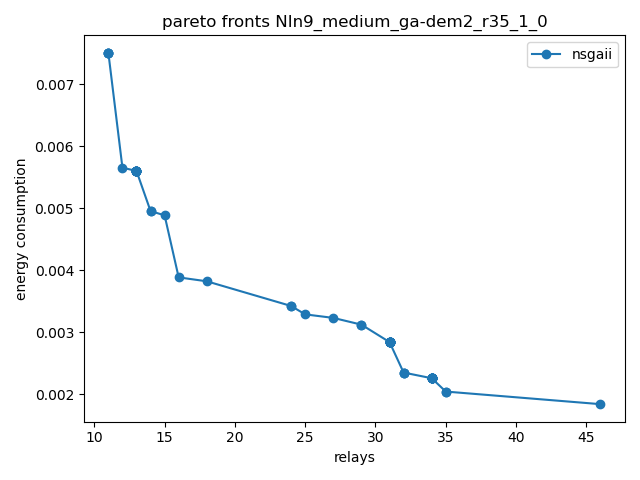 pareto fronts NIn9_medium_ga-dem2_r35_1_0
nsgaii
0.007
0.006
0.005
0.004
0.003
0.002
energy consumption
10 15 20 25 30 35 40 45
relays